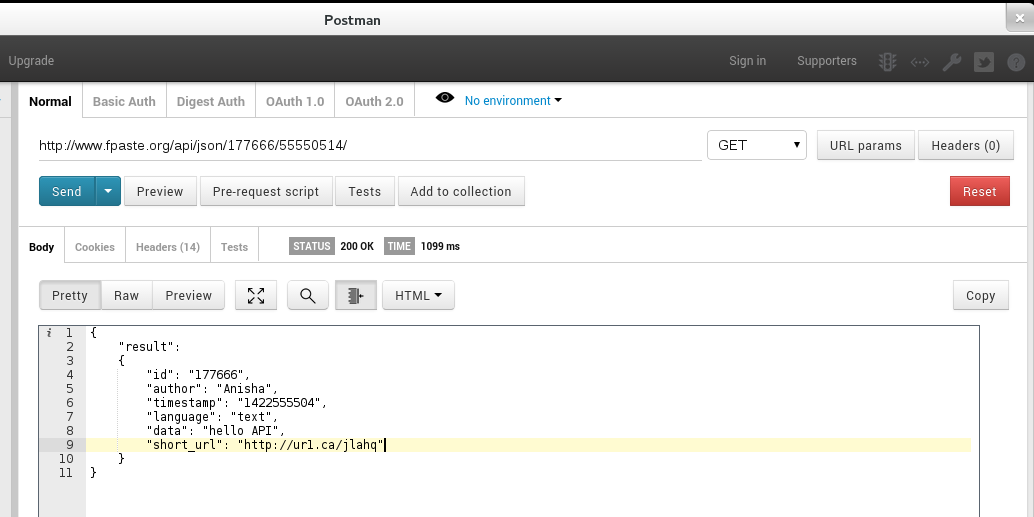 Postman
Upgrade Sign in Supporters
Normal Basic Auth Digest Auth OAuth 1.0 OAuth 2.0 No environment
http://www.fpaste.org/api/json/177666/55550514/ GET URL params Headers (0)
Send Preview Pre-request script Tests Add to collection Reset
Body Cookies Headers (14) Tests STATUS 200 OK TIME 1099 ms
Pretty Raw Preview HTML Copy
i 1 {
2 "result":
3 {
4 "id": "177666",
5 "author": "Anisha",
6 "timestamp": "1422555504",
7 "language": "text",
8 "data": "hello API",
9 "short_url": "http://ur1.ca/jlahq"
10 }
11 }